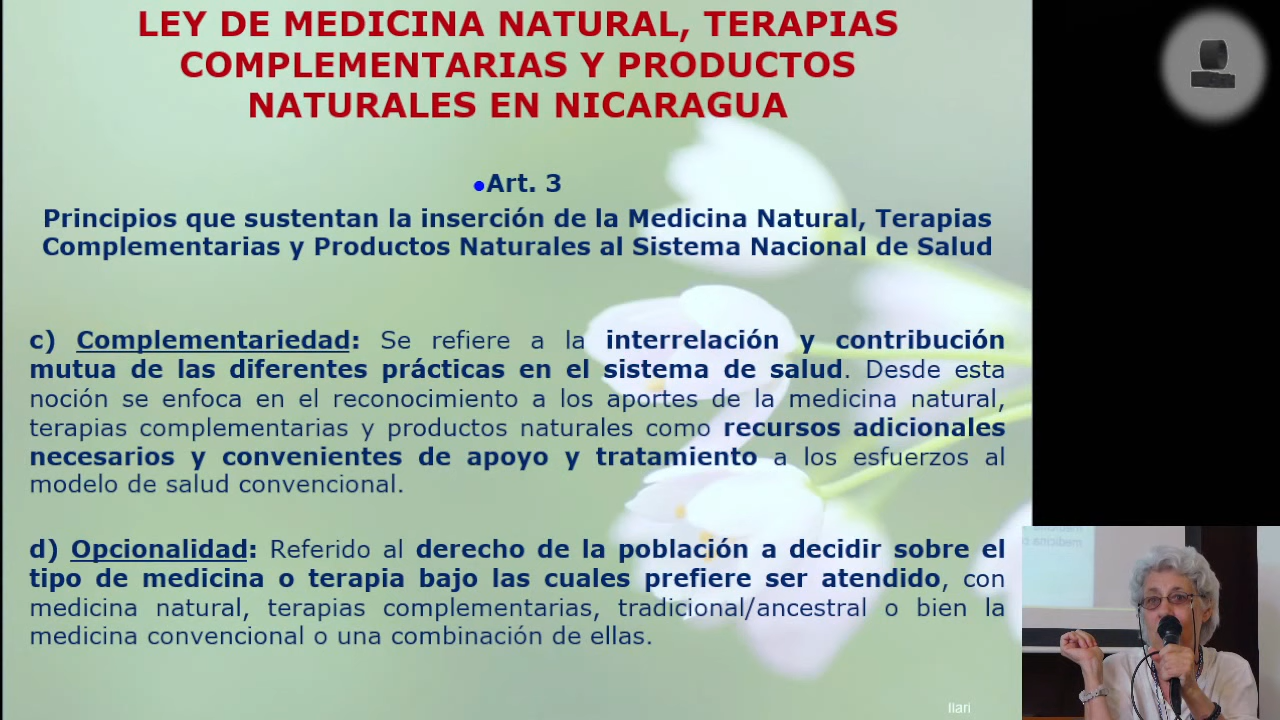 LEY DE MEDICINA NATURAL, TERAPIAS
COMPLEMENTARIAS Y PRODUCTOS
NATURALES EN NICARAGUA
•Art. 3
Principios que sustentan la inserción de la Medicina Natural, Terapias
Complementarias y Productos Naturales al Sistema Nacional de Salud
c) Complementariedad: Se refiere a la interrelación y contribución
mutua de las diferentes prácticas en el sistema de salud. Desde esta
noción se enfoca en el reconocimiento a los aportes de la medicina natural,
terapias complementarias y productos naturales como recursos adicionales
necesarios y convenientes de apoyo y tratamiento a los esfuerzos al
modelo de salud convencional.
d) Opcionalidad: Referido al derecho de la población a decidir sobre el
tipo de medicina o terapia bajo las cuales prefiere ser atendido, con
medicina natural, terapias complementarias, tradicional/ancestral o bien la
medicina convencional o una combinación de ellas.